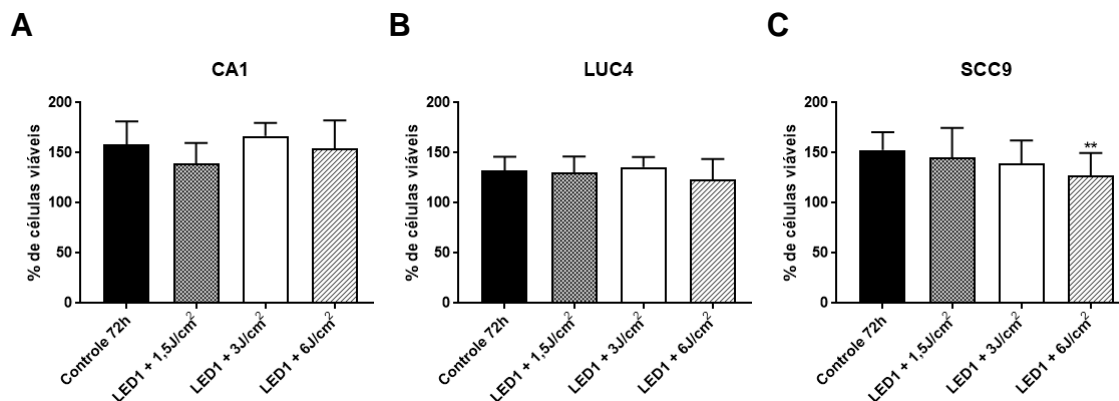 A
CA1
% de células viáveis
200
150
100
50
0
Controle 72h
LED1 + 1,5J/cm²
LED1 + 3J/cm²
LED1 + 6J/cm²
B
LUC4
% de células viáveis
200
150
100
50
0
Controle 72h
LED1 + 1,5J/cm²
LED1 + 3J/cm²
LED1 + 6J/cm²
C
SCC9
% de células viáveis
200
150
100
50
0
**
Controle 72h
LED1 + 1,5J/cm²
LED1 + 3J/cm²
LED1 + 6J/cm²